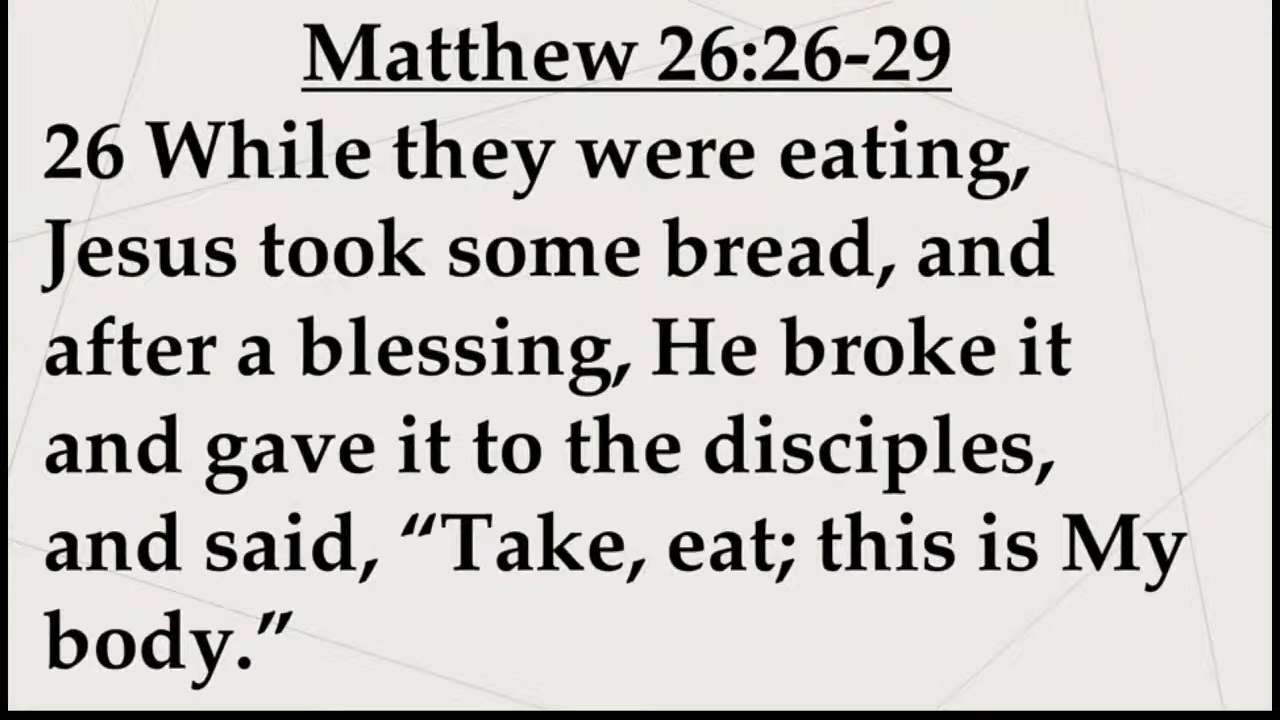 Matthew 26:26-29
26 While they were eating,
Jesus took some bread, and
after a blessing, He broke it
and gave it to the disciples,
and said, “Take, eat; this is My
body.”